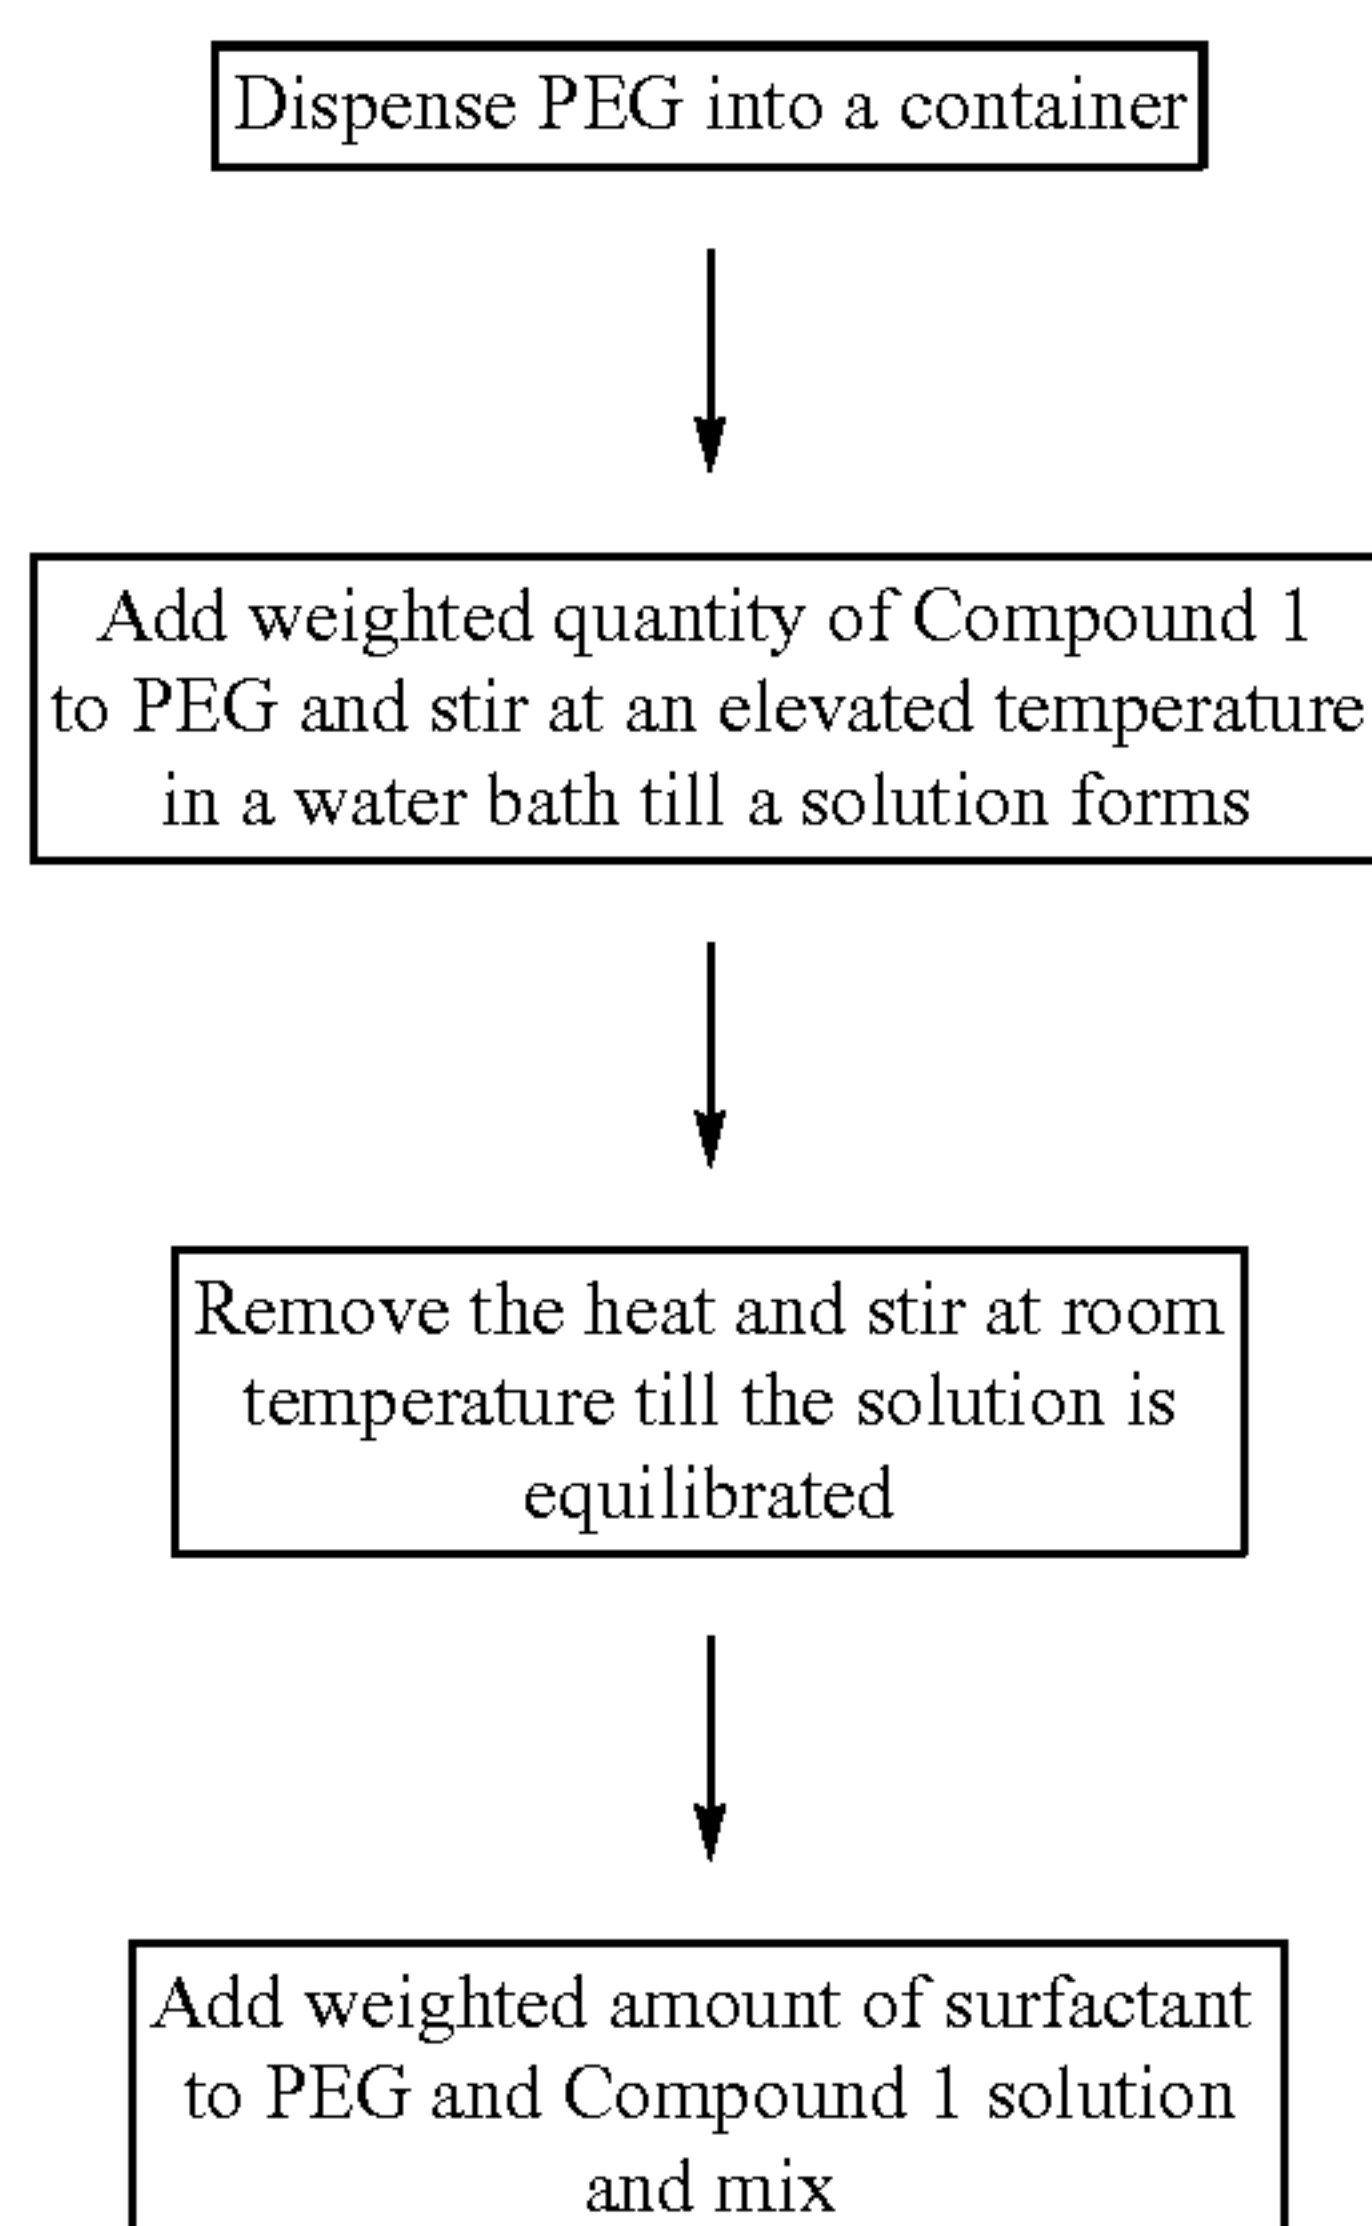 Dispense PEG into a container
Add weighted quantity of Compound 1
to PEG and stir at an elevated temperature
in a water bath till a solution forms
Remove the heat and stir at room
temperature till the solution is
equilibrated
Add weighted amount of surfactant
to PEG and Compound 1 solution
and mix